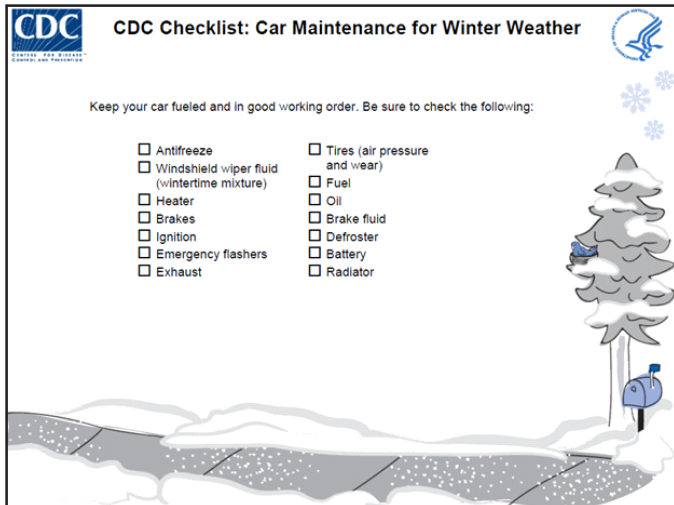 CDC
CENTERS FOR DISEASE™
CONTROL AND PREVENTION
CDC Checklist: Car Maintenance for Winter Weather
Keep your car fueled and in good working order. Be sure to check the following:
Antifreeze
Windshield wiper fluid
(wintertime mixture)
Heater
Brakes
Ignition
Emergency flashers
Exhaust
Tires (air pressure
and wear)
Fuel
Oil
Brake fluid
Defroster
Battery
Radiator